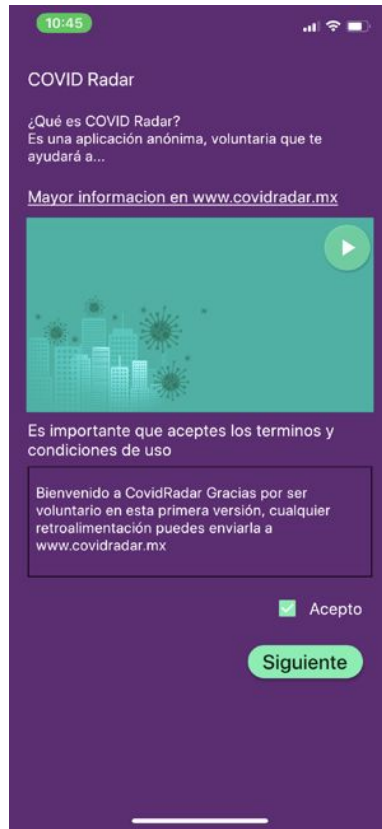 10:45
COVID Radar
¿Qué es COVID Radar?
Es una aplicación anónima, voluntaria que te
ayudará a...
Mayor informacion en www.covidradar.mx
Es importante que aceptes los terminos y
condiciones de uso
Bienvenido a CovidRadar Gracias por ser
voluntario en esta primera versión, cualquier
retroalimentación puedes enviarla a
www.covidradar.mx
Acepto
Siguiente